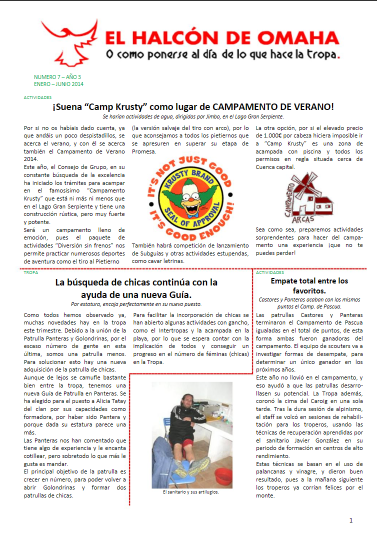 EL HALCÓN DE OMAHA
O como ponerse al día de lo que hace la tropa.
NUMERO 7 – AÑO 3
ENERO – JUNIO 2014
ACTIVIDADES
¡Suena “Camp Krusty” como lugar de CAMPAMENTO DE VERANO!
Se harían actividades de agua, dirigidas por Jimbo, en el Lago Gran Serpiente.
Por si no os habíais dado cuenta, ya
que andáis un poco despistadillos, se
acerca el verano, y con él se acerca
también el Campamento de Verano
2014.
Este año, el Consejo de Grupo, en su
constante búsqueda de la excelencia
ha iniciado los trámites para acampar
en el famosísimo “Campamento
Krusty” que está ni más ni menos que
en el Lago Gran Serpiente y tiene una
construcción rústica, pero muy fuerte
y potente.
Será un campamento lleno de
emoción, pues el paquete de
actividades “Diversión sin frenos” nos
permite practicar numerosos deportes
de aventura como el tiro al Pietierno
(la versión salvaje del tiro con arco), por lo
que aconsejamos a todos los pietiernos que
se apresuren en superar su etapa de
Promesa.
IT'S NOT JUST GOOD
KRUSTY BRAND
SEAL OF APPROVAL
IT'S GOOD ENOUGH!
También habrá competición de lanzamiento
de Subguías y otras actividades estupendas,
como cavar letrinas.
La otra opción, por si el elevado precio
de 1.000€ por cabeza hiciera imposible ir
a “Camp Krusty” es una zona de
acampada con piscina y todos los
permisos en regla situada cerca de
Cuenca capital.
ARCAS
Sea como sea, prepararemos actividades
sorprendentes para hacer del campa-
mento una experiencia ¡que no te
puedes perder!
TROPA
La búsqueda de chicas continúa con la
ayuda de una nueva Guía.
Por estatura, encaja perfectamente en su nuevo puesto.
Como todos hemos observado ya,
muchas novedades hay en la tropa
este trimestre. Debido a la unión de la
Patrulla Panteras y Golondrinas, por el
escaso número de gente en esta
última, somos una patrulla menos.
Para solucionar esto hay una nueva
adquisición de la patrulla de chicas.
Aunque de lejos se camufle bastante
bien entre la tropa, tenemos una
nueva Guía de Patrulla en Panteras. Se
ha elegido para el puesto a Alicia Tatay
del clan por sus capacidades como
formadora, por haber sido Pantera y
porque dada su estatura parece una
más.
Las Panteras nos han comentado que
tiene algo de experiencia y le encanta
cotillear, pero sobretodo lo que más le
gusta es mandar.
El principal objetivo de la patrulla es
crecer en número, para poder volver a
abrir Golondrinas y formar dos
patrullas de chicas.
Para facilitar la incorporación de chicas se
han abierto algunas actividades con gancho,
como el intertropas y la acampada en la
playa, por lo que se espera contar con la
implicación de todos y conseguir un
progreso en el número de féminas (chicas)
en la Tropa.
El sanitario y sus artilugios.
ACTIVIDADES
Empate total entre los
favoritos.
Castores y Panteras acaban con los mismos
puntos el Camp. de Pascua.
Las patrullas Castores y Panteras
terminaron el Campamento de Pascua
igualadas en el total de puntos, de esta
forma ambas fueron ganadoras del
campamento. El equipo de scouters va a
investigar formas de desempate, para
determinar un único ganador en los
próximos años.
Este año no llovió en el campamento, y
eso ayudó a que las patrullas desarro-
llasen su potencial. La Tropa además,
coronó la cima del Caroig en una sola
tarde. Tras la dura sesión de alpinismo,
el staff se volcó en sesiones de rehabili-
tación para los troperos, usando las
técnicas de recuperación aprendidas por
el sanitario Javier González en su
período de formación en centros de alto
rendimiento.
Estas técnicas se basan en el uso de
palanganas y vinagre, y dieron buen
resultado, pues a la mañana siguiente
los troperos ya corrían felices por el
monte.
1